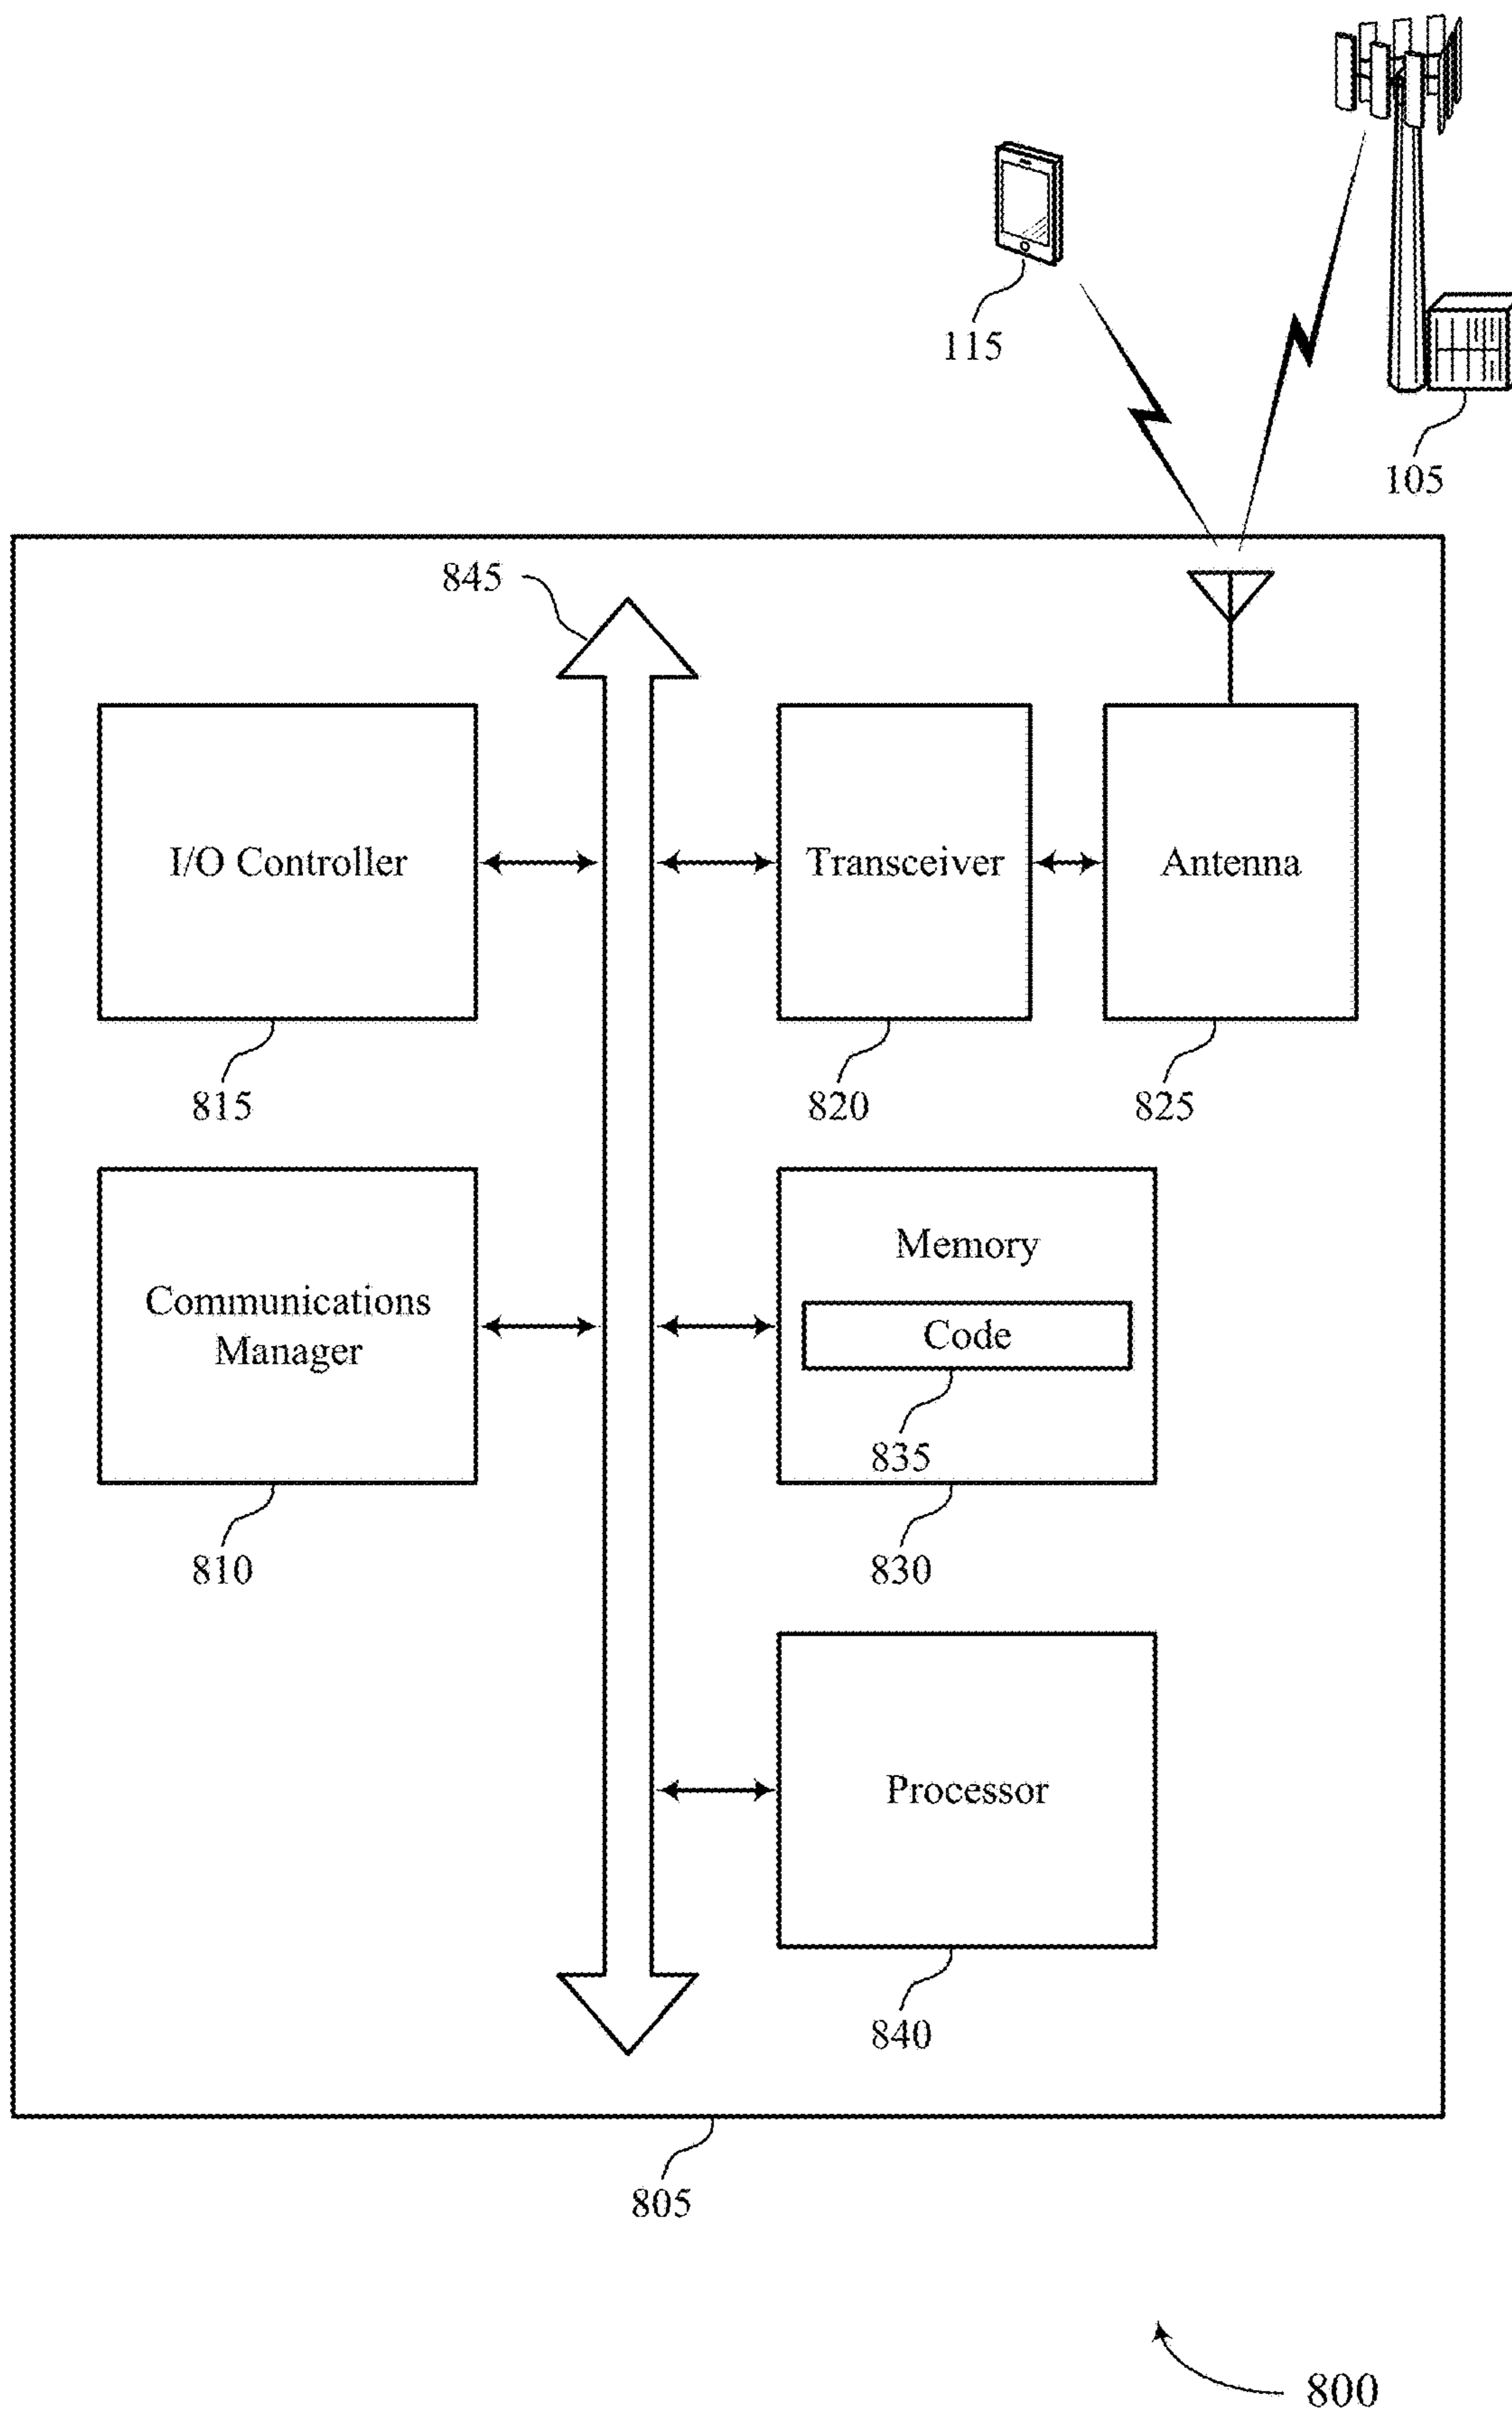 115
105
845
I/O Controller
Transceiver
Antenna
815
820
825
Communications
Manager
Memory
Code
835
810
830
Processor
840
805
800